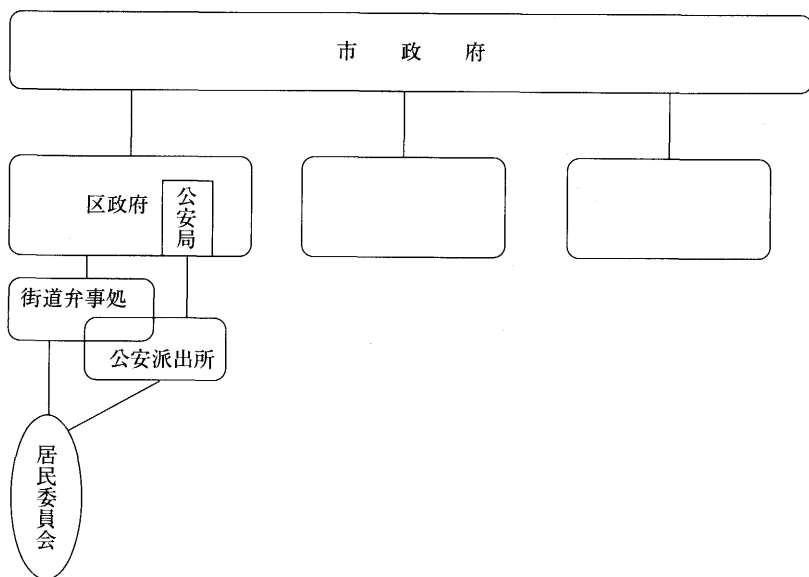 市政府
区政府
公安局
街道弁事処
公安派出所
居民委員会